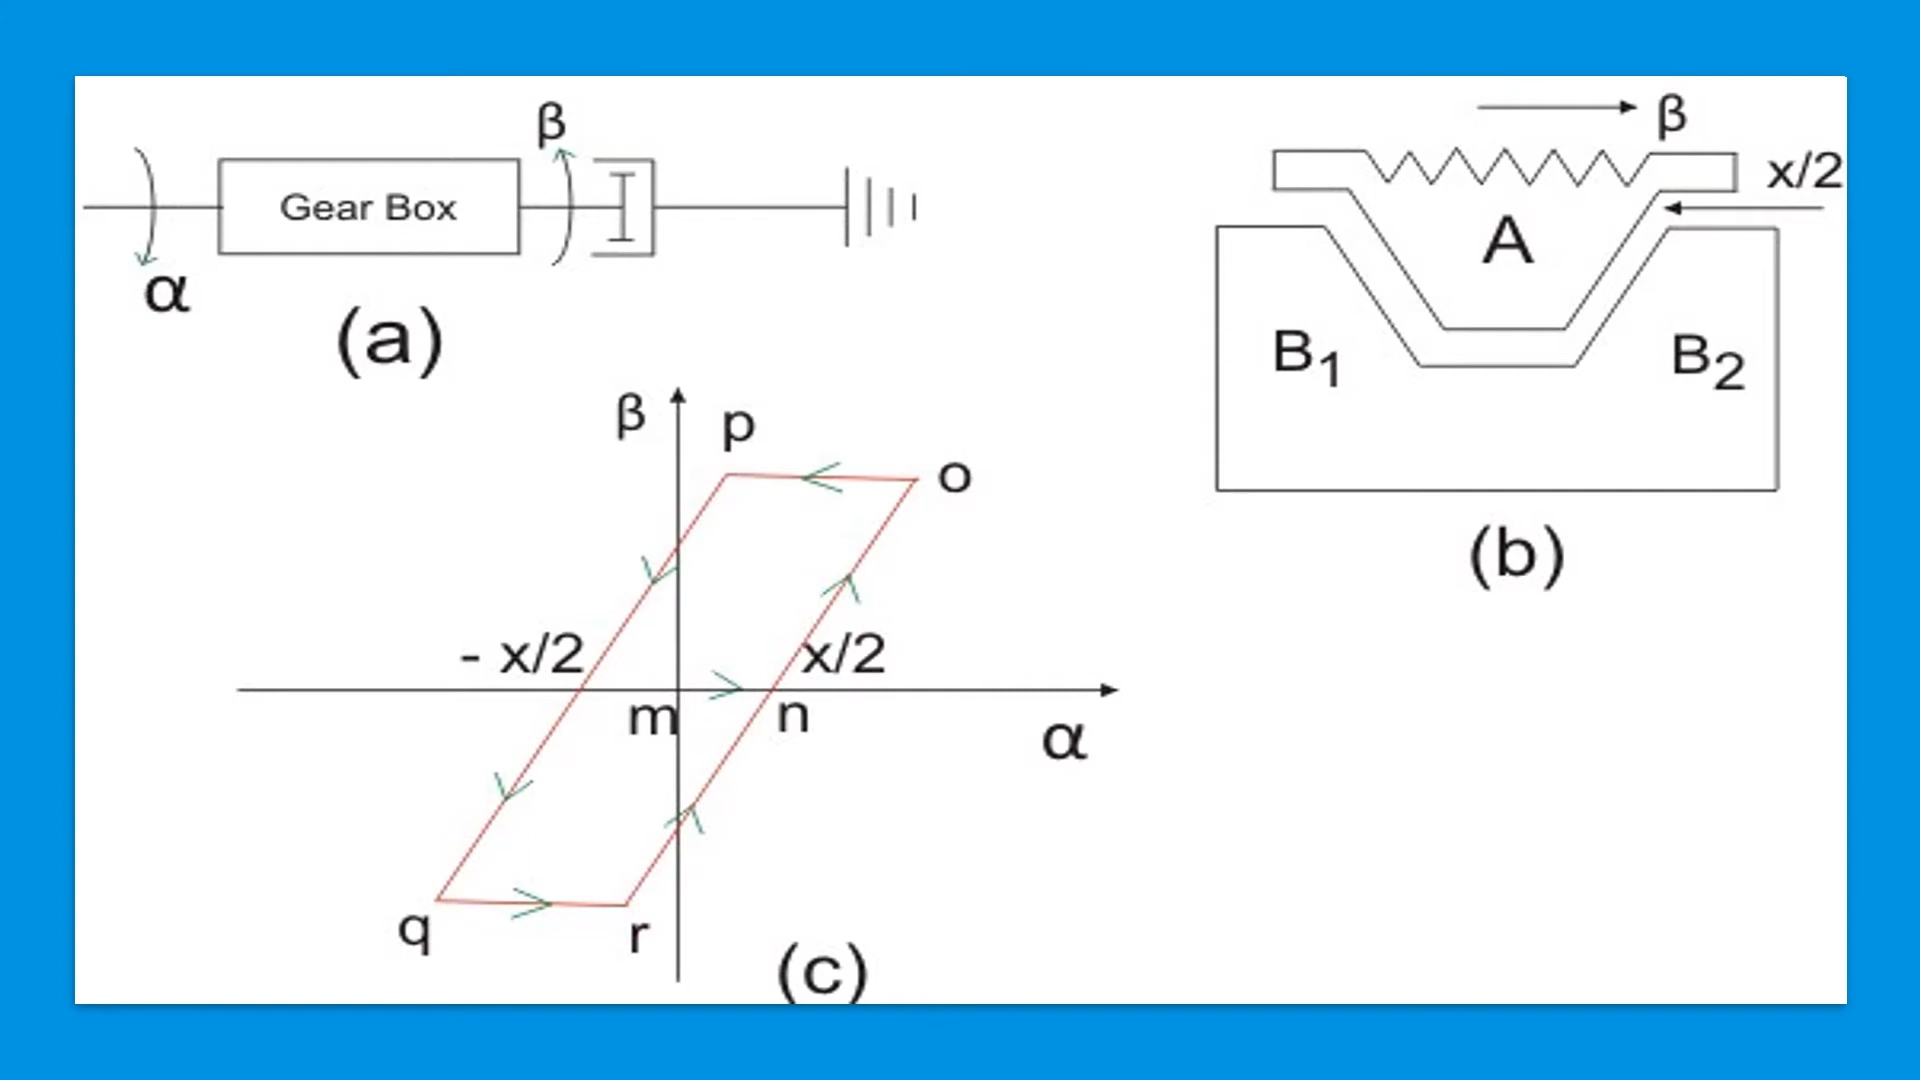 β
Gear Box
α
(a)
β
x/2
A
B1
B2
(b)
β
p
o
- x/2
x/2
m
n
α
q
r
(c)